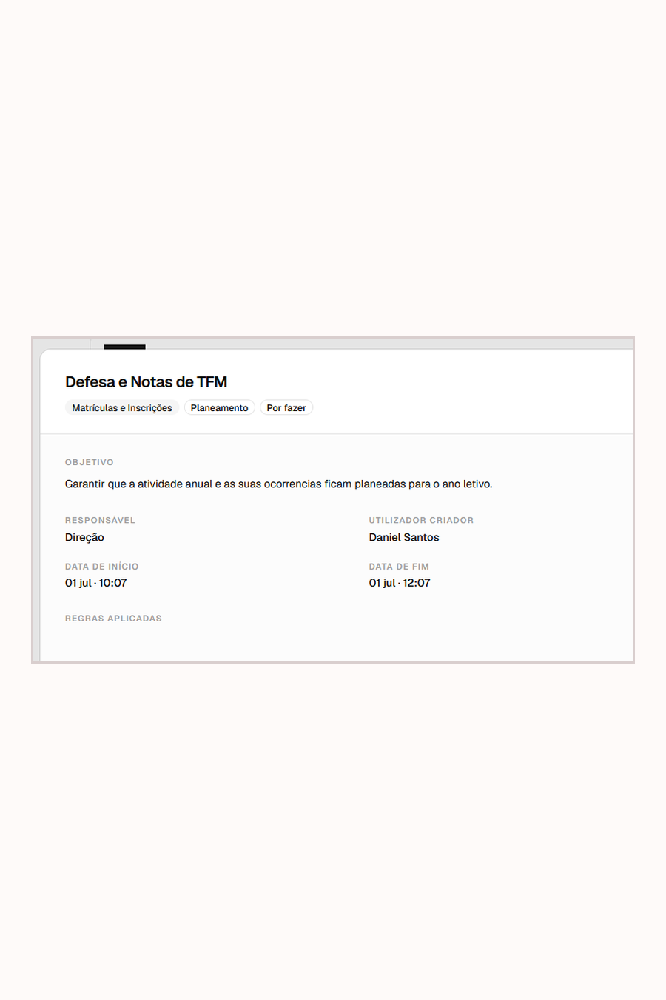 Defesa e Notas de TFM
Matrículas e Inscrições Planeamento Por fazer
OBJETIVO
Garantir que a atividade anual e as suas ocorrencias ficam planeadas para o ano letivo.
RESPONSÁVEL UTILIZADOR CRIADOR
Direção Daniel Santos
DATA DE INÍCIO DATA DE FIM
01 jul · 10:07 01 jul · 12:07
REGRAS APLICADAS